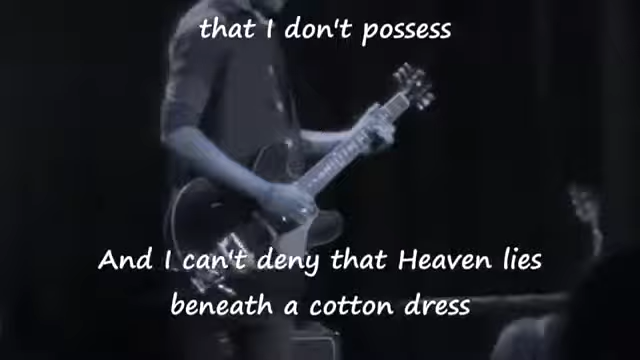 that I don't possess
And I can't deny that Heaven lies
beneath a cotton dress